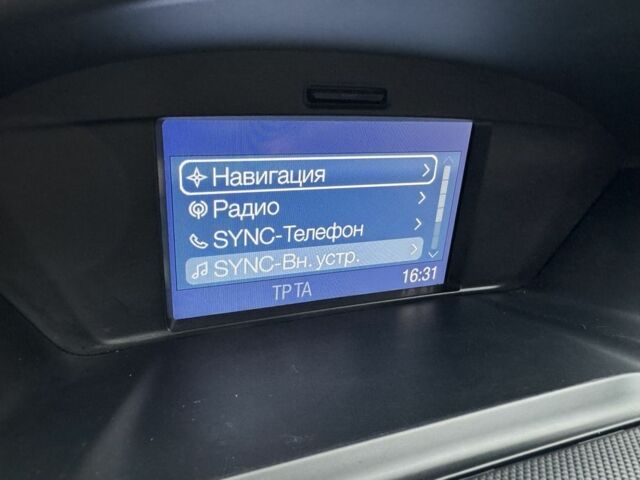 Навигация
Радио
SYNC-Телефон
SYNC-Вн. устр.
16:31
TP TA